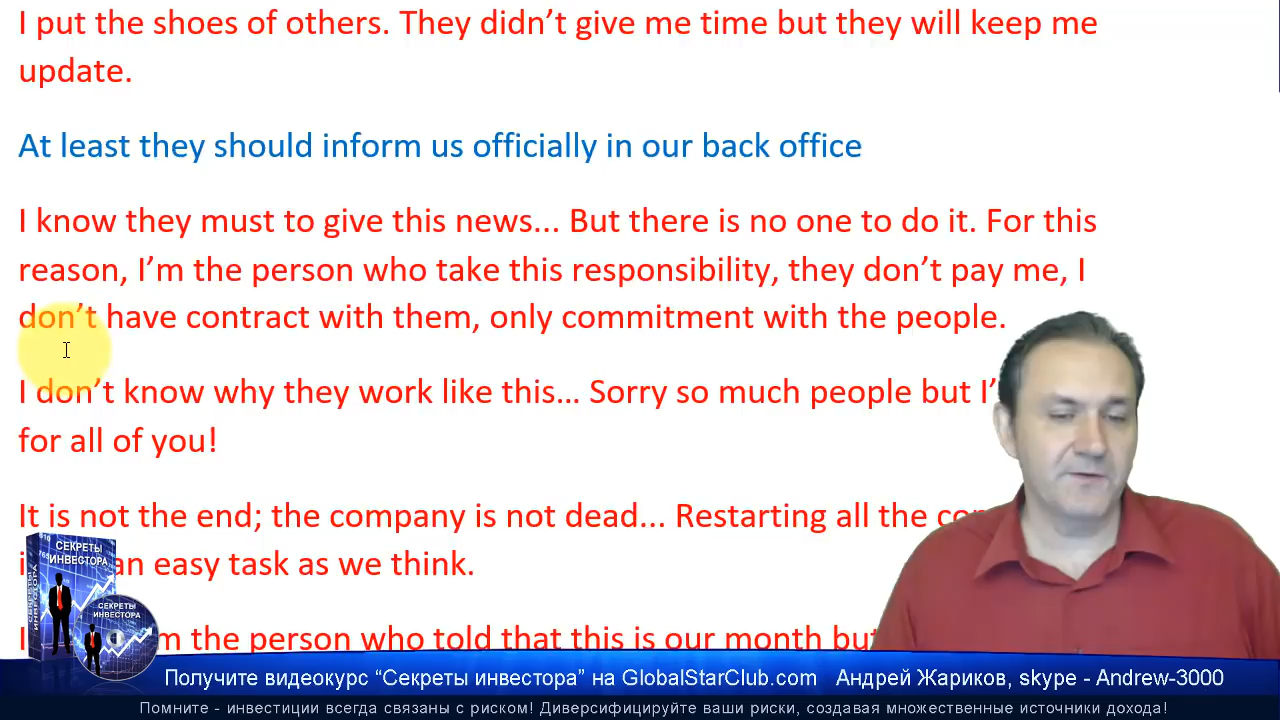 I put the shoes of others. They didn’t give me time but they will keep me
update.
At least they should inform us officially in our back office
I know they must to give this news... But there is no one to do it. For this
reason, I’m the person who take this responsibility, they don’t pay me, I
don’t have contract with them, only commitment with the people.
I don’t know why they work like this… Sorry so much people but
for all of you!
It is not the end; the company is not dead... Restarting all the
an easy task as we think.
the person who told that this is our month but
СЕКРЕТЫ
ИНВЕСТОРА
СЕКРЕТЫ
ИНВЕСТОРА
СЕКРЕТЫ
ИНВЕСТОРА
Получите видеокурс “Секреты инвестора” на GlobalStarClub.com Андрей Жариков, skype - Andrew-3000
Помните - инвестиции всегда связаны с риском! Диверсифицируйте ваши риски, создавая множественные источники дохода!